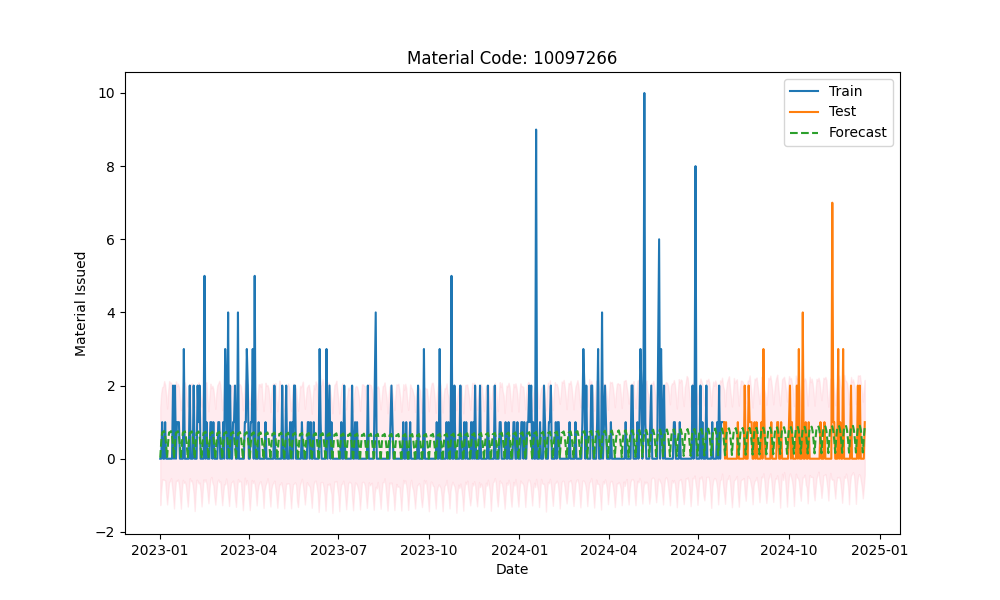 Material Code: 10097266
Train
Test
Forecast
Material Issued
10
8
6
4
2
0
−2
2023-01 2023-04 2023-07 2023-10 2024-01 2024-04 2024-07 2024-10 2025-01
Date